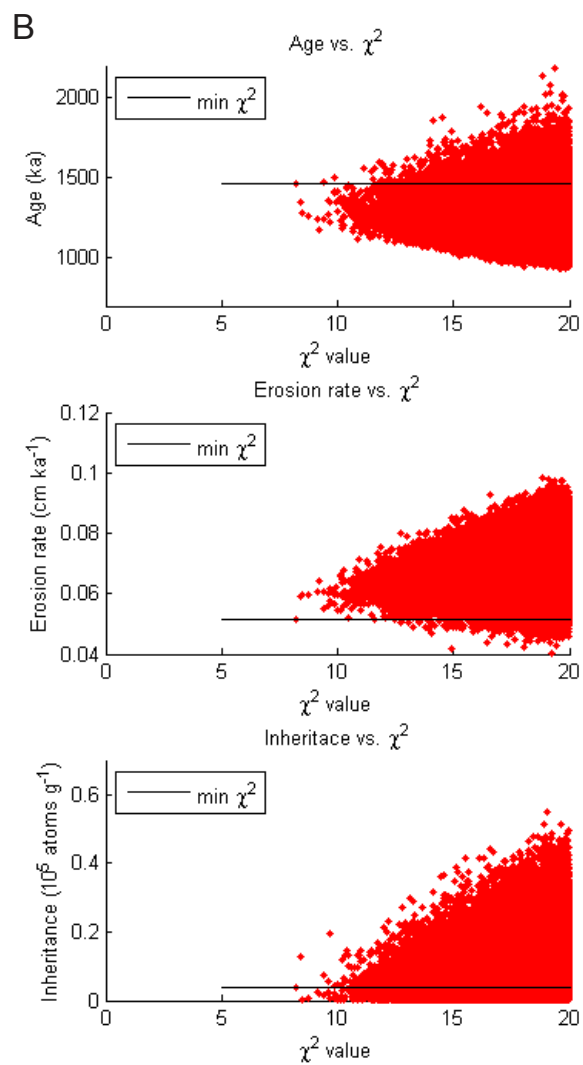 B
Age vs. χ²
min χ²
2000
1500
1000
Age (ka)
0 5 10 15 20
χ² value
Erosion rate vs. χ²
min χ²
0.12
0.1
0.08
0.06
0.04
Erosion rate (cm ka⁻¹)
0 5 10 15 20
χ² value
Inheritace vs. χ²
min χ²
0.6
0.4
0.2
0
Inheritance (10⁵ atoms g⁻¹)
0 5 10 15 20
χ² value